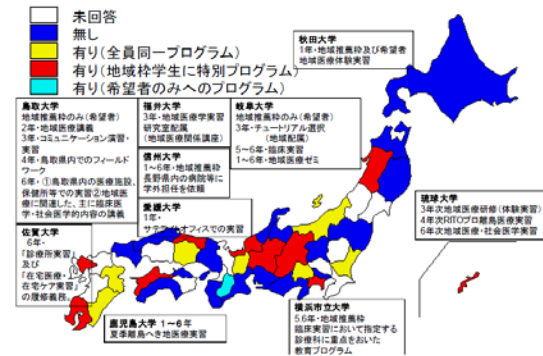 未回答
無し
有り(全員同一プログラム)
有り(地域枠学生に特別プログラム)
有り(希望者のみへのプログラム)
秋田大学
1年・地域推薦枠及び希望者
地域医療体験実習
鳥取大学
地域推薦枠のみ(希望者)
2年・地域医療講義
3年・コミュニケーション演習・
実習
4年・鳥取県内でのフィールド
ワーク
6年・①鳥取県内の医療施設、
保健所等での実習②地域医
療に関連した、主に臨床医
学・社会医学的内容の講義
福井大学
3年・地域医療学実習
研究室配属
(地域医療関係講座)
岐阜大学
地域推薦枠のみ(希望者)
3年・チュートリアル選択
(地域配属)
5~6年・臨床実習
1~6年・地域医療ゼミ
信州大学
1~6年・地域推薦枠
長野県内の病院等に
学外担任を依頼
愛媛大学
1年・
サテライトオフィスでの実習
琉球大学
3年次地域医療研修(体験実習)
4年次RITOプロ離島医療実習
6年次地域医療・社会医学実習
佐賀大学
6年・
「診療所実習」
及び
「在宅医療・
在宅ケア実習」
の履修義務。
鹿児島大学 1~6年
夏季離島へき地医療実習
横浜市立大学
5.6年・地域推薦枠
臨床実習において指定する
診療科に重点をおいた
教育プログラム